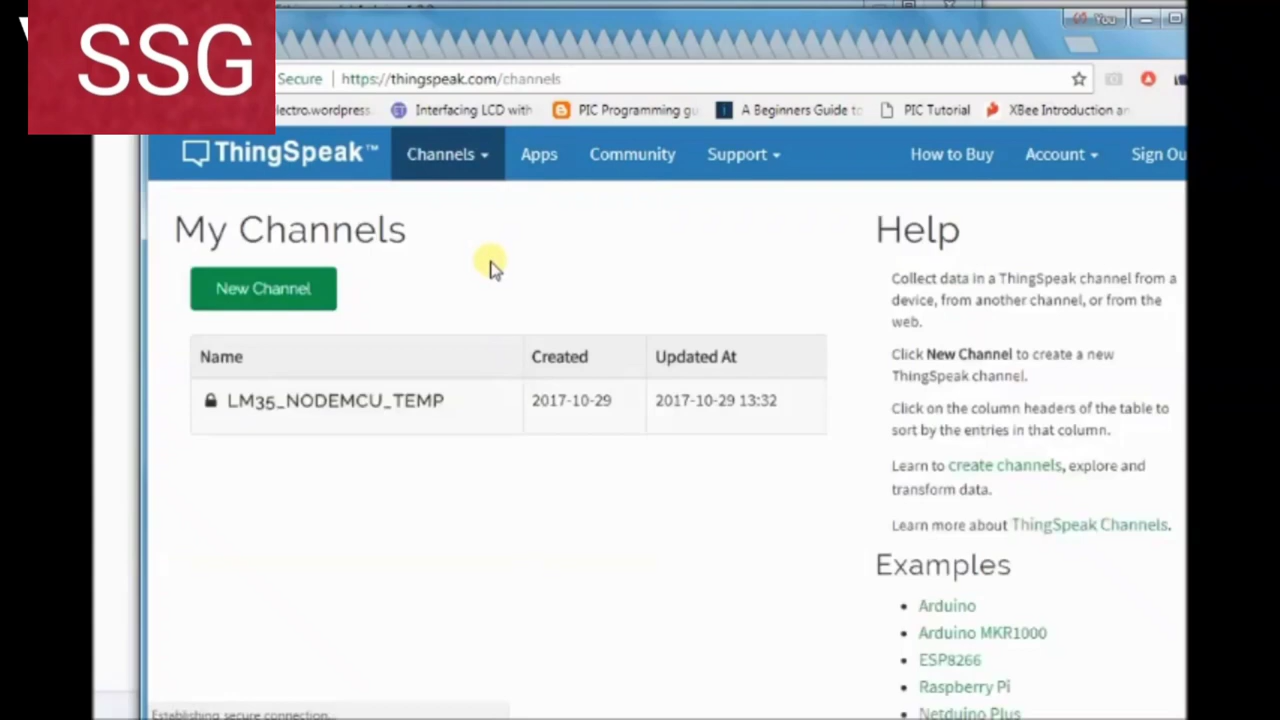 SSG
You
Secure | https://thingspeak.com/channels
lectro.wordpress. Interfacing LCD with PIC Programming gu A Beginners Guide to PIC Tutorial XBee Introduction an
ThingSpeak™ Channels Apps Community Support How to Buy Account Sign Ou
My Channels
New Channel
Name Created Updated At
LM35_NODEMCU_TEMP 2017-10-29 2017-10-29 13:32
Help
Collect data in a ThingSpeak channel from a
device, from another channel, or from the
web.
Click New Channel to create a new
ThingSpeak channel.
Click on the column headers of the table to
sort by the entries in that column.
Learn to create channels, explore and
transform data.
Learn more about ThingSpeak Channels.
Examples
• Arduino
• Arduino MKR1000
• ESP8266
• Raspberry Pi
• Netduino Plus
Establishing secure connection...